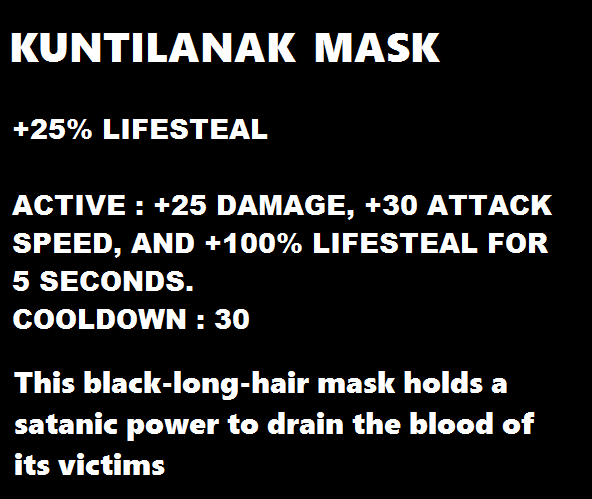 KUNTILANAK MASK
+25% LIFESTEAL
ACTIVE : +25 DAMAGE, +30 ATTACK
SPEED, AND +100% LIFESTEAL FOR
5 SECONDS.
COOLDOWN : 30
This black-long-hair mask holds a
satanic power to drain the blood of
its victims